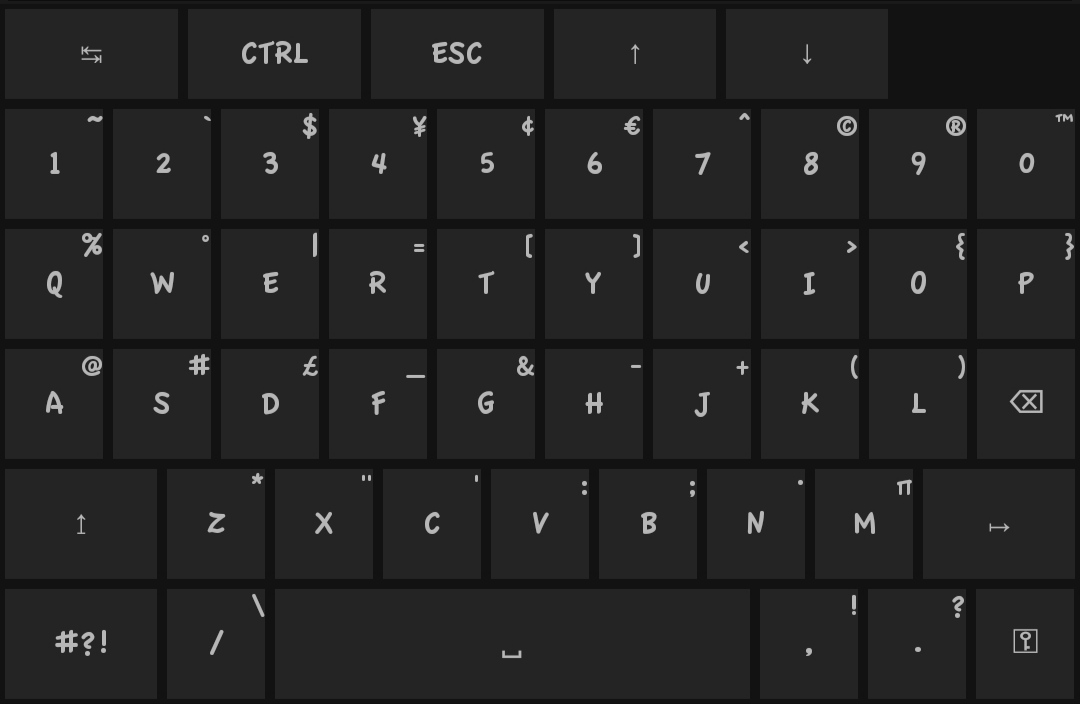 ↹ CTRL ESC ↑ ↓
~ ` $ ¥ ¢ € ^ © ® ™
1 2 3 4 5 6 7 8 9 0
% ° | = [ ] < > { }
Q W E R T Y U I O P
@ # £ _ & - + ( )
A S D F G H J K L ⌫
* " ' : ; · π
↥ Z X C V B N M ↦
\ ! ?
#?! / ␣ , . ⚿